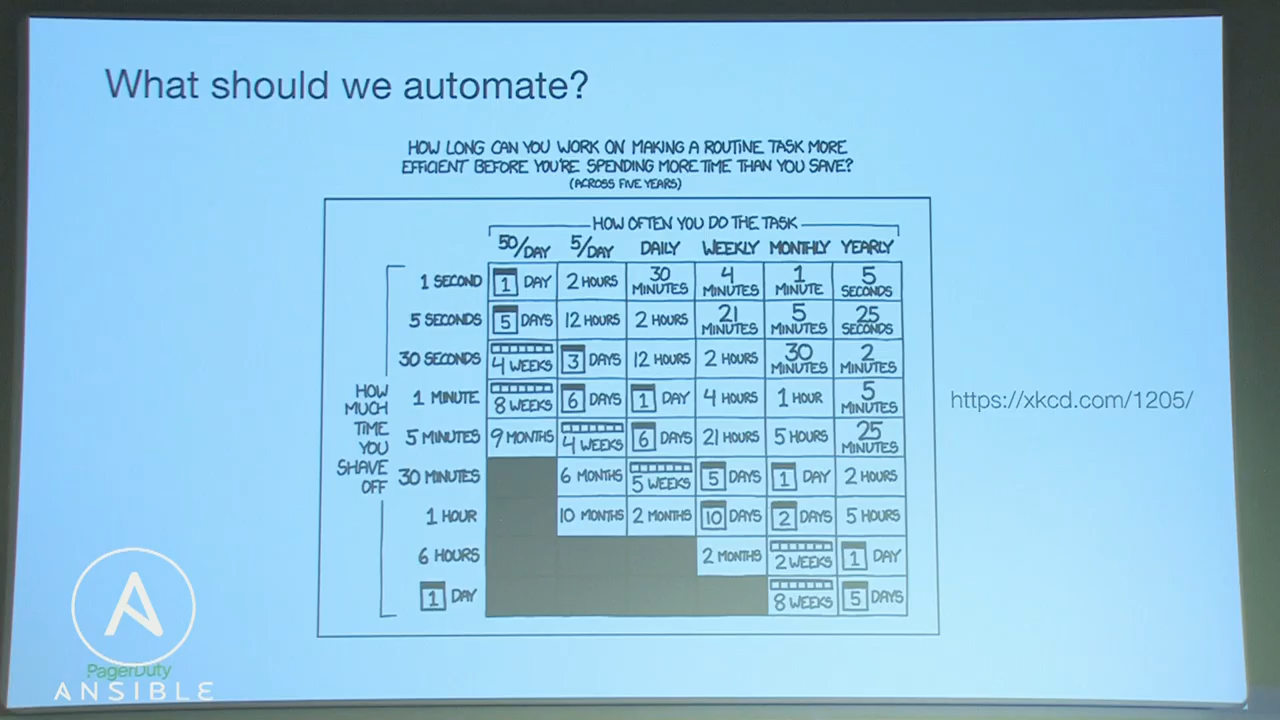 What should we automate?
HOW LONG CAN YOU WORK ON MAKING A ROUTINE TASK MORE
EFFICIENT BEFORE YOU'RE SPENDING MORE TIME THAN YOU SAVE?
(ACROSS FIVE YEARS)
HOW OFTEN YOU DO THE TASK
50/DAY 5/DAY DAILY WEEKLY MONTHLY YEARLY
1 SECOND 1 DAY 2 HOURS 30 MINUTES 4 MINUTES 1 MINUTE 5 SECONDS
5 SECONDS 5 DAYS 12 HOURS 2 HOURS 21 MINUTES 5 MINUTES 25 SECONDS
30 SECONDS 4 WEEKS 3 DAYS 12 HOURS 2 HOURS 30 MINUTES 2 MINUTES
HOW
MUCH
TIME
YOU
SHAVE
OFF
1 MINUTE 8 WEEKS 6 DAYS 1 DAY 4 HOURS 1 HOUR 5 MINUTES
5 MINUTES 9 MONTHS 4 WEEKS 6 DAYS 21 HOURS 5 HOURS 25 MINUTES
30 MINUTES 6 MONTHS 5 WEEKS 5 DAYS 1 DAY 2 HOURS
1 HOUR 10 MONTHS 2 MONTHS 10 DAYS 2 DAYS 5 HOURS
6 HOURS 2 MONTHS 2 WEEKS 1 DAY
1 DAY 8 WEEKS 5 DAYS
https://xkcd.com/1205/
PagerDuty
ANSIBLE